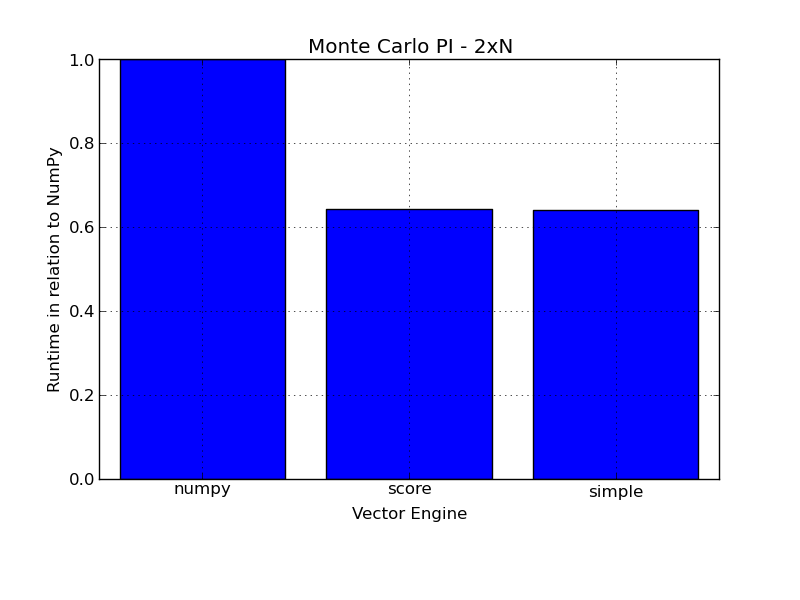 Monte Carlo PI - 2xN
Runtime in relation to NumPy
1.0
0.8
0.6
0.4
0.2
0.0
numpy score simple
Vector Engine